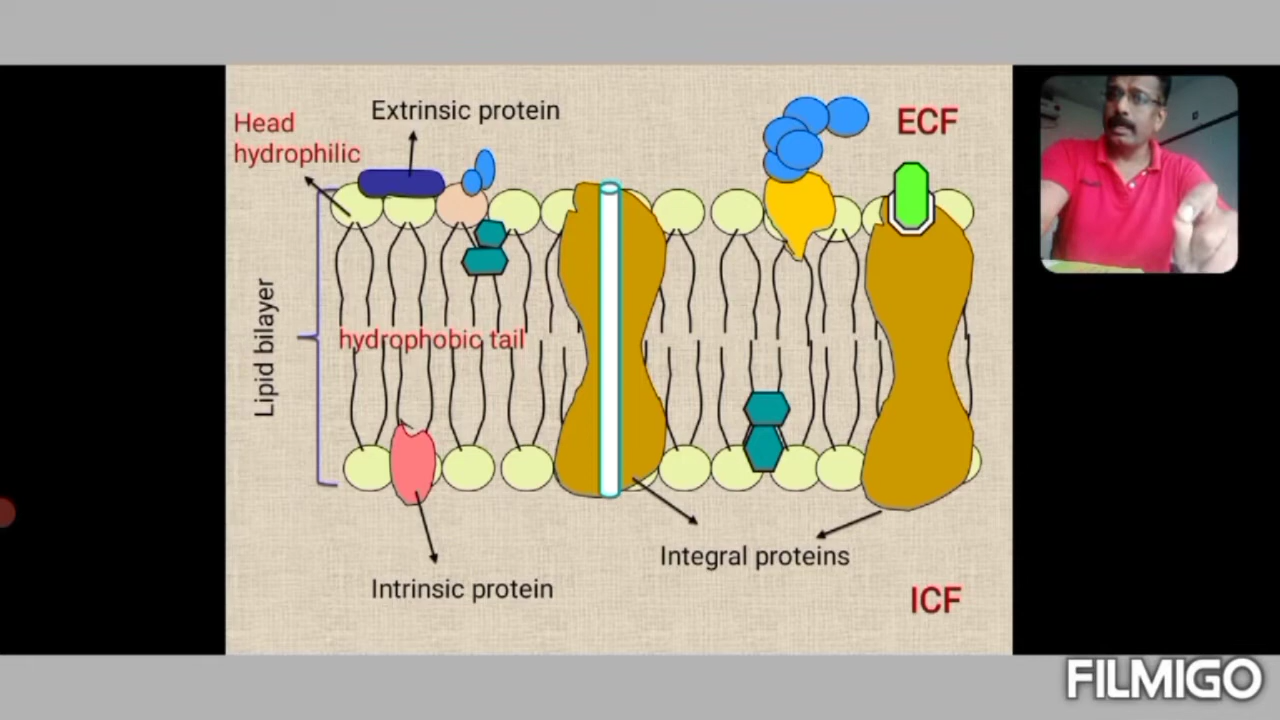 Extrinsic protein
Head
hydrophilic
ECF
Lipid bilayer
hydrophobic tail
Integral proteins
Intrinsic protein
ICF
FILMIGO